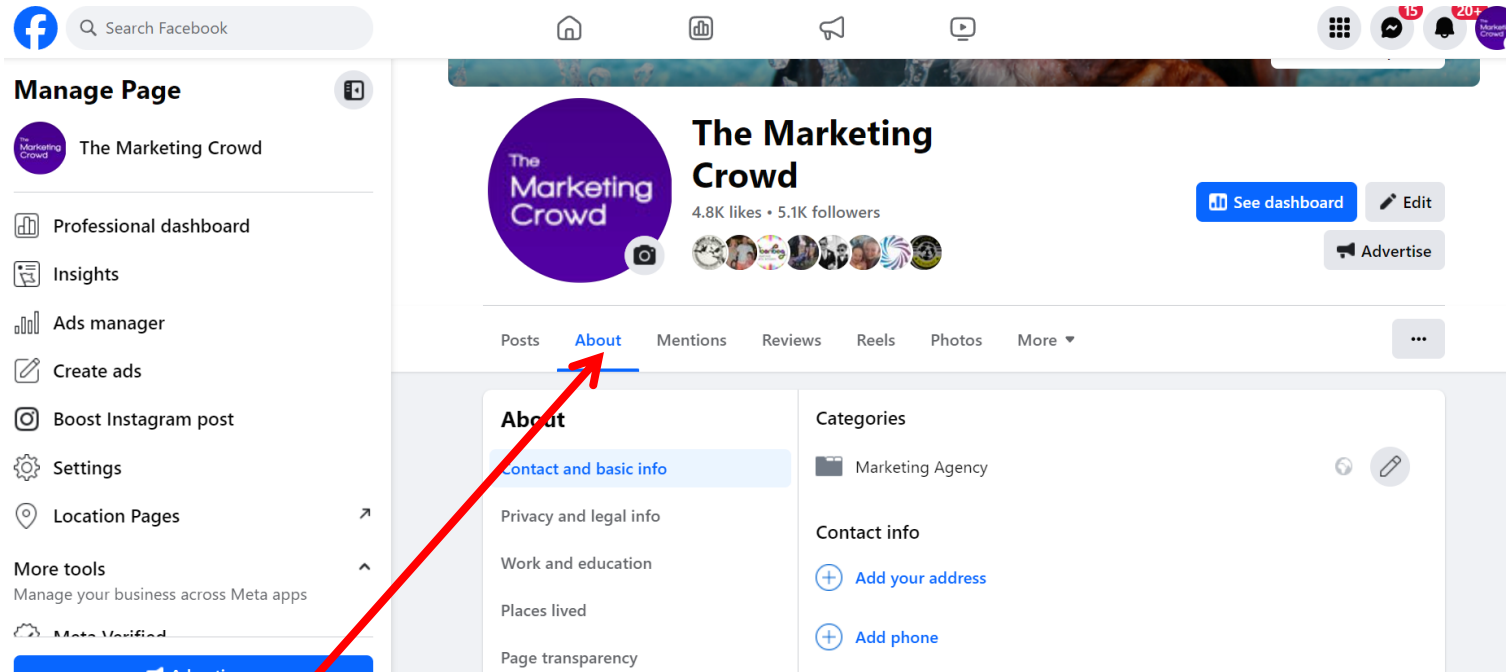 Search Facebook
15
20+
Manage Page
The Marketing Crowd
Professional dashboard
Insights
Ads manager
Create ads
Boost Instagram post
Settings
Location Pages
More tools
Manage your business across Meta apps
Meta Verified
The
Marketing
Crowd
The Marketing
Crowd
4.8K likes • 5.1K followers
See dashboard
Edit
Advertise
Posts About Mentions Reviews Reels Photos More
About
Contact and basic info
Privacy and legal info
Work and education
Places lived
Page transparency
Categories
Marketing Agency
Contact info
Add your address
Add phone